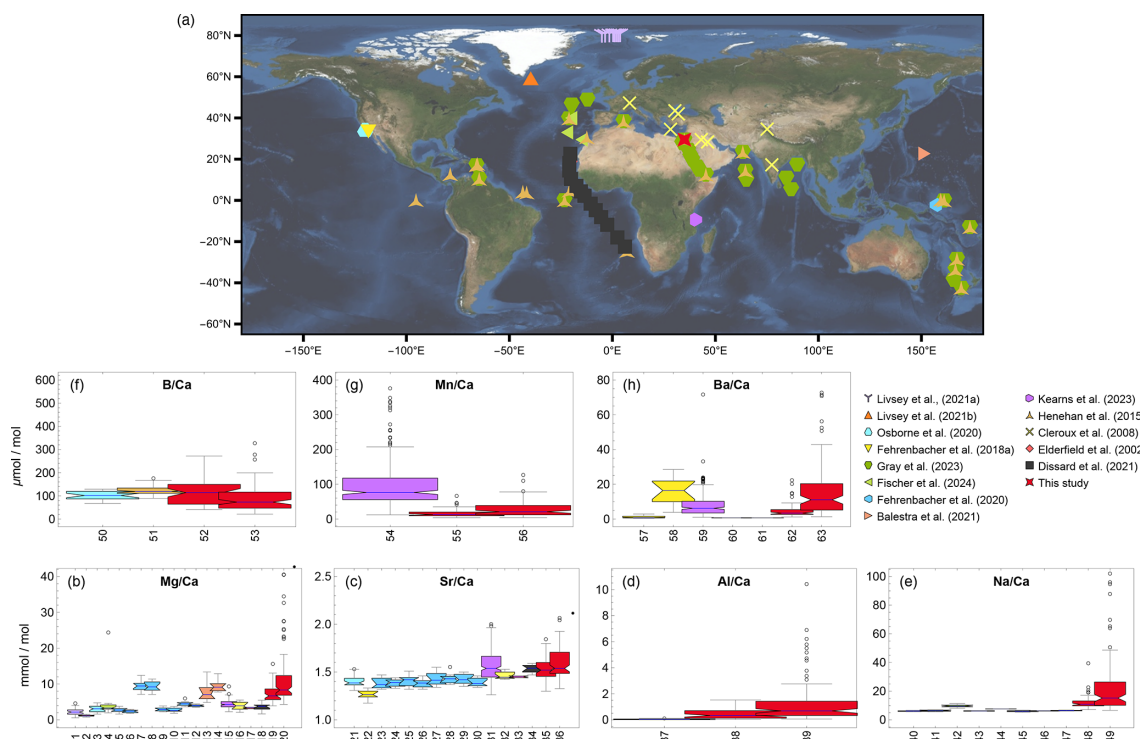 (a)
80°N
60°N
40°N
20°N
0°N
−20°N
−40°N
−60°N
−150°E
−100°E
−50°E
0°E
50°E
100°E
150°E
(f) B/Ca
600
500
400
300
200
100
0
μmol / mol
50 51 52 53
(g) Mn/Ca
400
300
200
100
0
54 55 56
(h) Ba/Ca
80
60
40
20
0
57 58 59 60 61 62 63
Livsey et al., (2021a)
Livsey et al. (2021b)
Osborne et al. (2020)
Fehrenbacher et al. (2018a)
Gray et al. (2023)
Fischer et al. (2024)
Fehrenbacher et al. (2020)
Balestra et al. (2021)
Kearns et al. (2023)
Henehan et al. (2015
Cleroux et al. (2008)
Elderfield et al. (2002
Dissard et al. (2021)
This study
(b) Mg/Ca
40
30
20
10
0
mmol / mol
(c) Sr/Ca
2.5
2.0
1.5
1.0
(d) Al/Ca
10
8
6
4
2
0
(e) Na/Ca
100
80
60
40
20
0